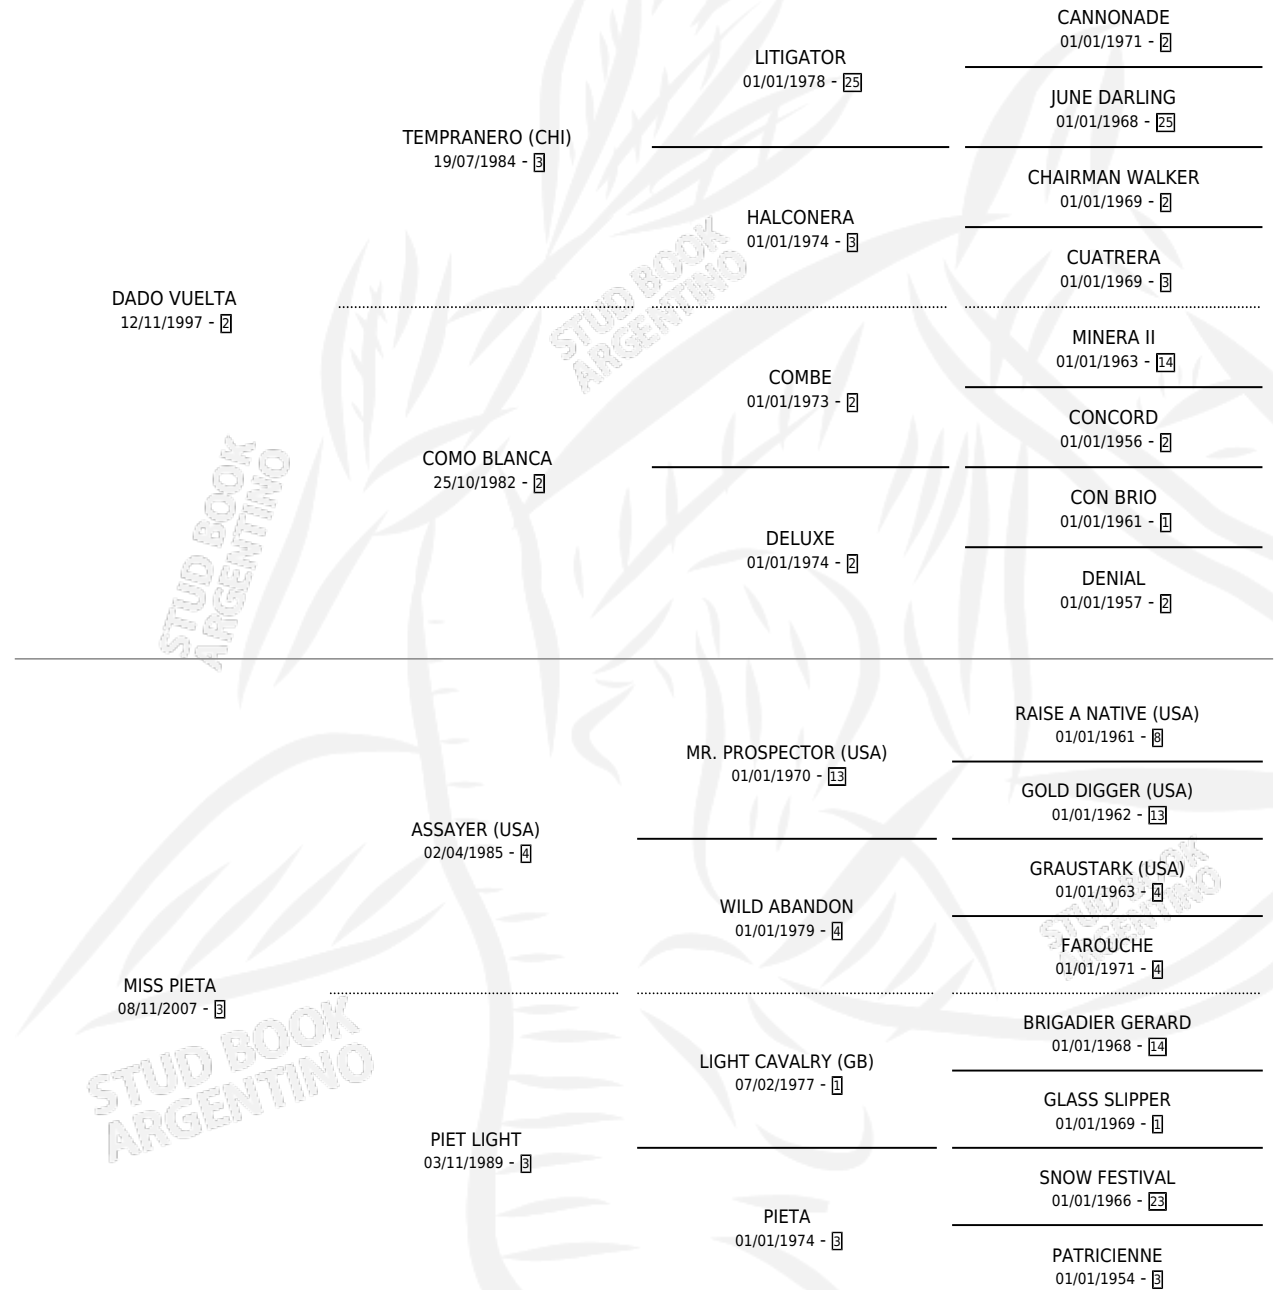 CANNONADE
01/01/1971 - 2
LITIGATOR
01/01/1978 - 25
JUNE DARLING
01/01/1968 - 25
TEMPRANERO (CHI)
19/07/1984 - 3
CHAIRMAN WALKER
01/01/1969 - 2
HALCONERA
01/01/1974 - 3
CUATRERA
01/01/1969 - 3
DADO VUELTA
12/11/1997 - 2
STUD BOOK
ARGENTINO
MINERA II
01/01/1963 - 14
COMBE
01/01/1973 - 2
CONCORD
01/01/1956 - 2
COMO BLANCA
25/10/1982 - 2
CON BRIO
01/01/1961 - 1
DELUXE
01/01/1974 - 2
DENIAL
01/01/1957 - 2
STUD BOOK
ARGENTINO
RAISE A NATIVE (USA)
01/01/1961 - 8
MR. PROSPECTOR (USA)
01/01/1970 - 13
GOLD DIGGER (USA)
01/01/1962 - 13
ASSAYER (USA)
02/04/1985 - 4
GRAUSTARK (USA)
01/01/1963 - 4
WILD ABANDON
01/01/1979 - 4
FAROUCHE
01/01/1971 - 4
STUD BOOK
ARGENTINO
MISS PIETA
08/11/2007 - 3
BRIGADIER GERARD
01/01/1968 - 14
LIGHT CAVALRY (GB)
07/02/1977 - 1
GLASS SLIPPER
01/01/1969 - 1
STUD BOOK
ARGENTINO
PIET LIGHT
03/11/1989 - 3
SNOW FESTIVAL
01/01/1966 - 23
PIETA
01/01/1974 - 3
PATRICIENNE
01/01/1954 - 3